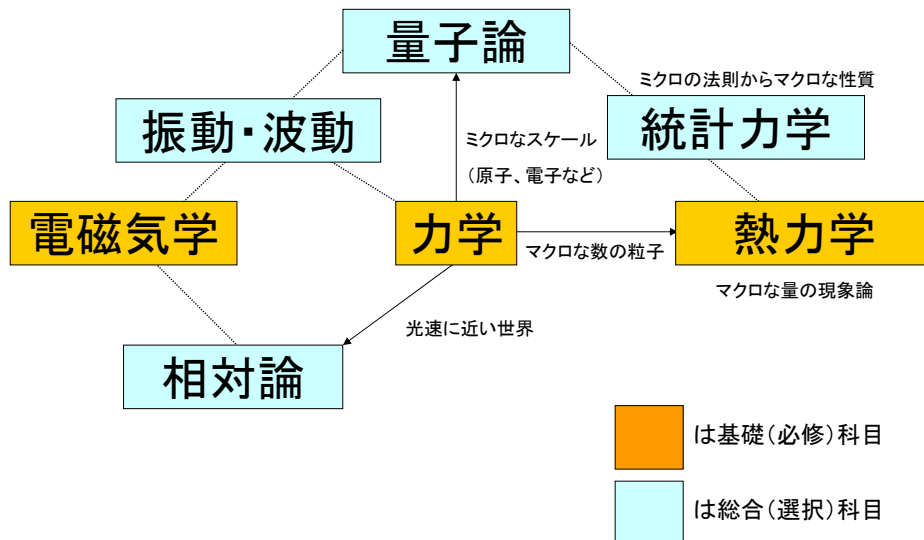 量子論
ミクロの法則からマクロな性質
振動・波動
統計力学
ミクロなスケール
(原子、電子など)
電磁気学
力学
熱力学
マクロな数の粒子
マクロな量の現象論
光速に近い世界
相対論
は基礎(必修)科目
は総合(選択)科目